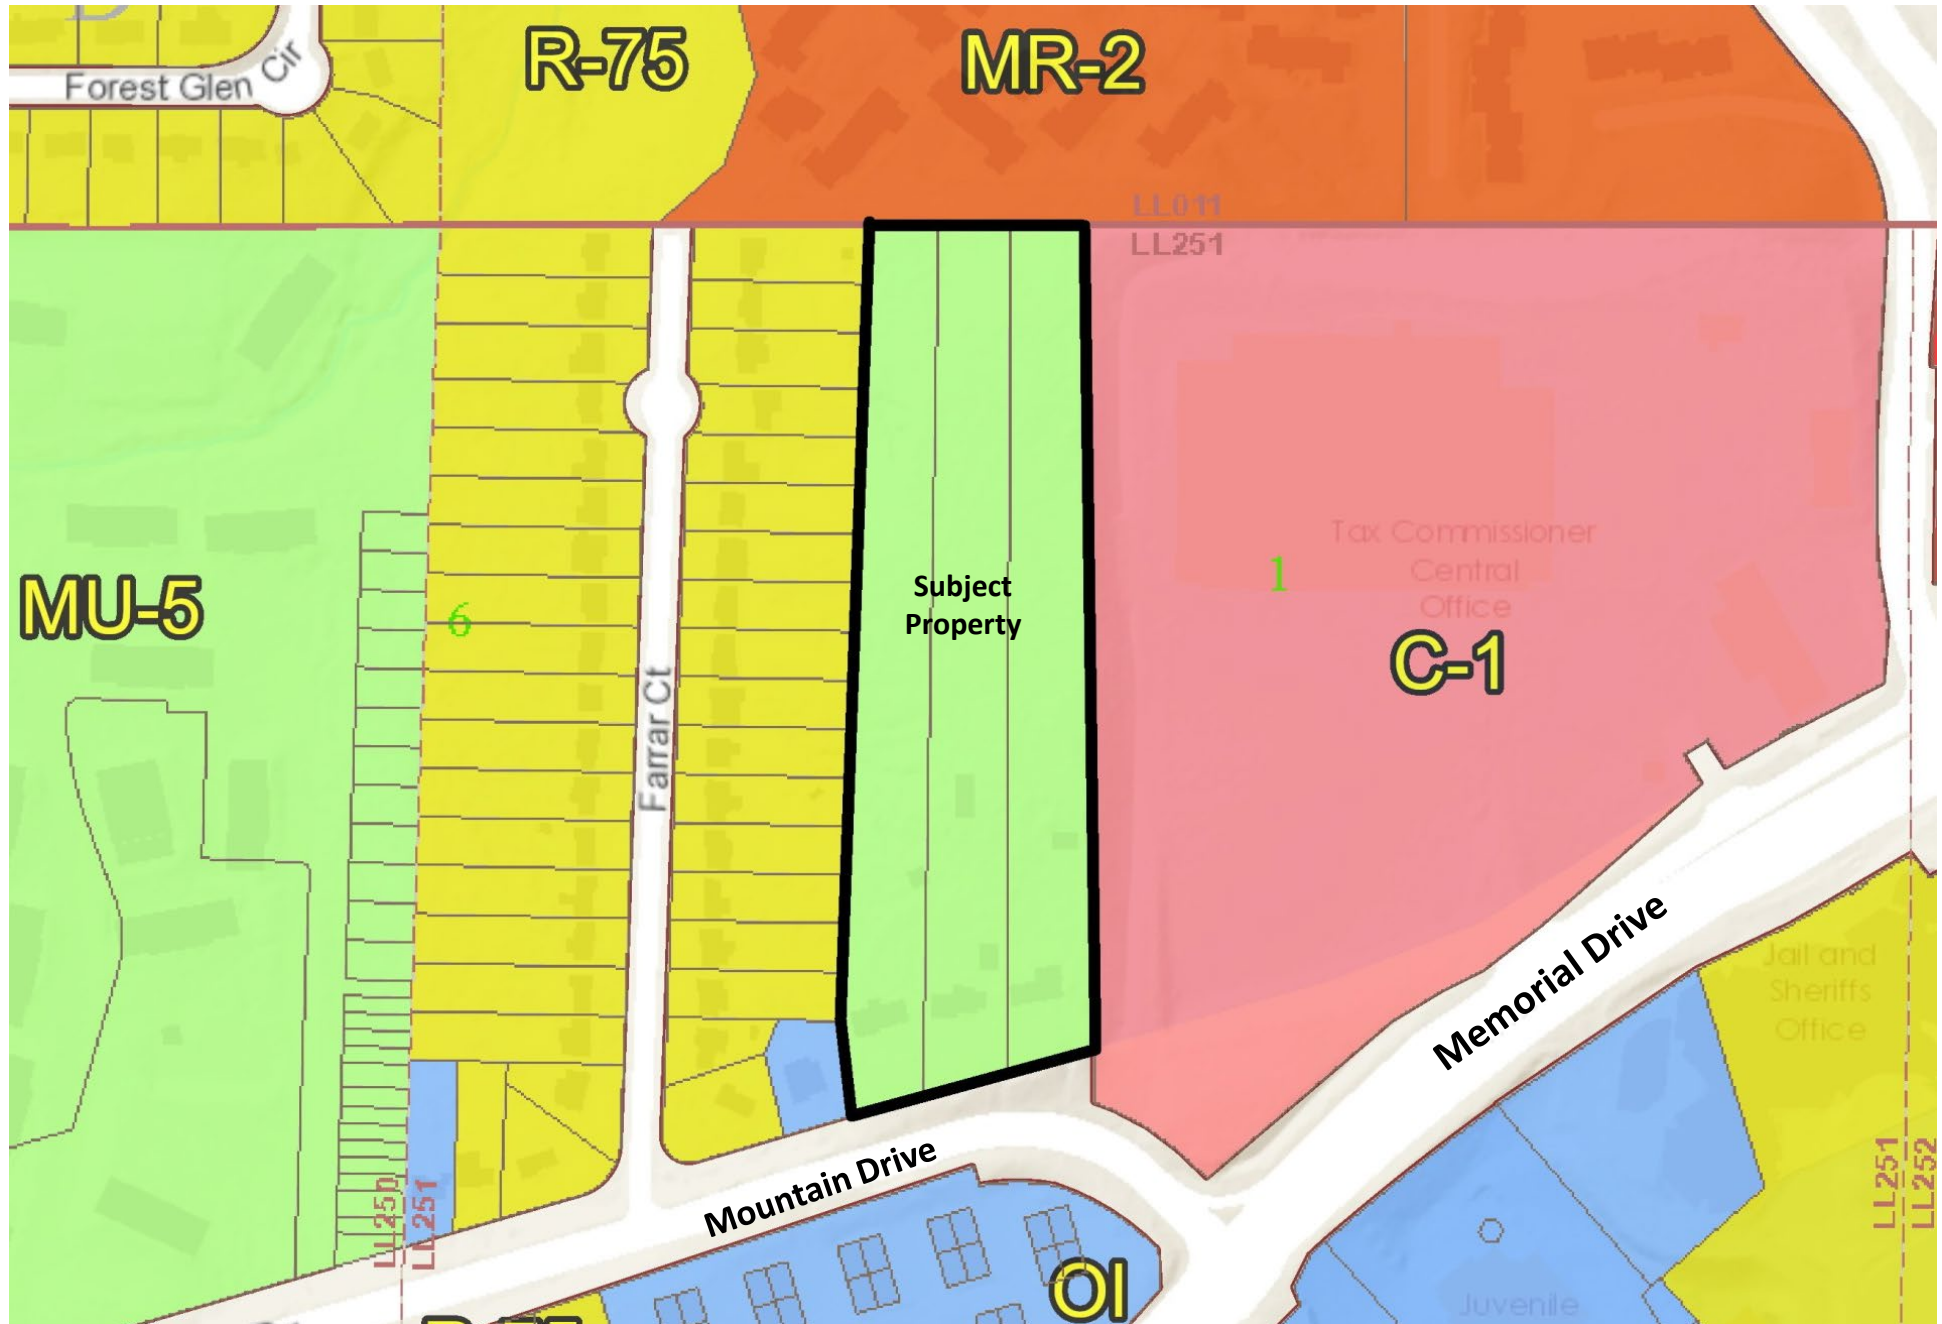 R-75
MR-2
Forest Glen Cir
LL011
LL251
Subject
Property
Tax Commissioner
Central
Office
1
C-1
MU-5
6
Farrar Ct
Memorial Drive
Jail and
Sheriffs
Office
Mountain Drive
LL250
LL251
LL251
LL252
OI
Juvenile